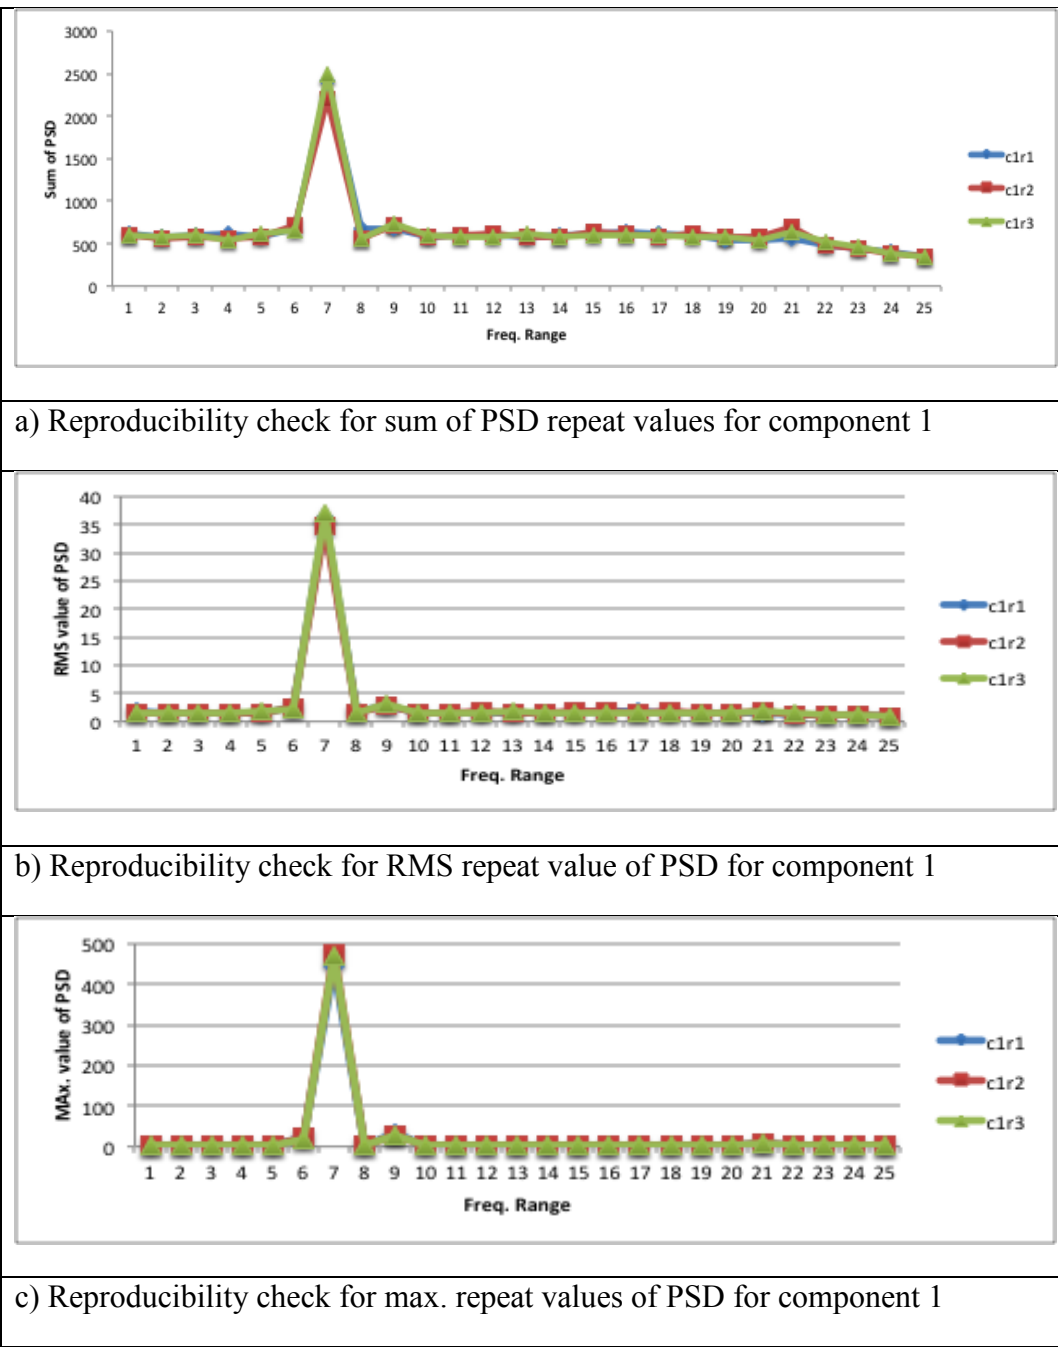 3000
2500
2000
1500
1000
500
0
Sum of PSD
1 2 3 4 5 6 7 8 9 10 11 12 13 14 15 16 17 18 19 20 21 22 23 24 25
Freq. Range
c1r1
c1r2
c1r3
a) Reproducibility check for sum of PSD repeat values for component 1
40
35
30
25
20
15
10
5
0
RMS value of PSD
1 2 3 4 5 6 7 8 9 10 11 12 13 14 15 16 17 18 19 20 21 22 23 24 25
Freq. Range
c1r1
c1r2
c1r3
b) Reproducibility check for RMS repeat value of PSD for component 1
500
400
300
200
100
0
MAx. value of PSD
1 2 3 4 5 6 7 8 9 10 11 12 13 14 15 16 17 18 19 20 21 22 23 24 25
Freq. Range
c1r1
c1r2
c1r3
c) Reproducibility check for max. repeat values of PSD for component 1